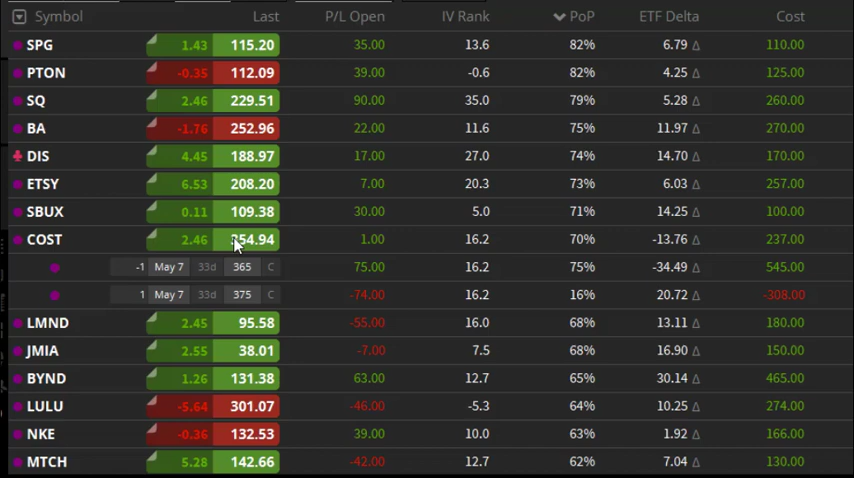 Symbol Last P/L Open IV Rank PoP ETF Delta Cost
SPG 1.43 115.20 35.00 13.6 82% 6.79 Δ 110.00
PTON -0.35 112.09 39.00 -0.6 82% 4.25 Δ 125.00
SQ 2.46 229.51 90.00 35.0 79% 5.28 Δ 260.00
BA -1.76 252.96 22.00 11.6 75% 11.97 Δ 270.00
DIS 4.45 188.97 17.00 27.0 74% 14.70 Δ 170.00
ETSY 6.53 208.20 7.00 20.3 73% 6.03 Δ 257.00
SBUX 0.11 109.38 30.00 5.0 71% 14.25 Δ 100.00
COST 2.46 54.94 1.00 16.2 70% -13.76 Δ 237.00
-1 May 7 33d 365 C 75.00 16.2 75% -34.49 Δ 545.00
1 May 7 33d 375 C -74.00 16.2 16% 20.72 Δ -308.00
LMND 2.45 95.58 -55.00 16.0 68% 13.11 Δ 180.00
JMIA 2.55 38.01 -7.00 7.5 68% 16.90 Δ 150.00
BYND 1.26 131.38 63.00 12.7 65% 30.14 Δ 465.00
LULU -5.64 301.07 -46.00 -5.3 64% 10.25 Δ 274.00
NKE -0.36 132.53 39.00 10.0 63% 1.92 Δ 166.00
MTCH 5.28 142.66 -42.00 12.7 62% 7.04 Δ 130.00